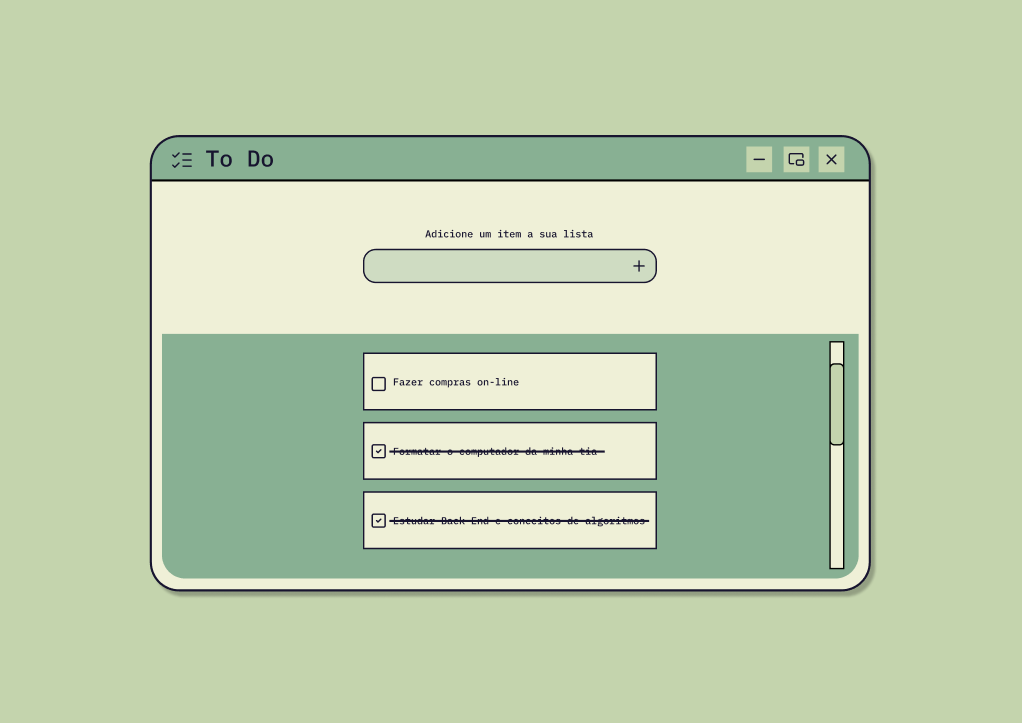 To Do
Adicione um item a sua lista
Fazer compras on-line
Formatar o computador da minha tia
Estudar Back End e conceitos de algoritmos